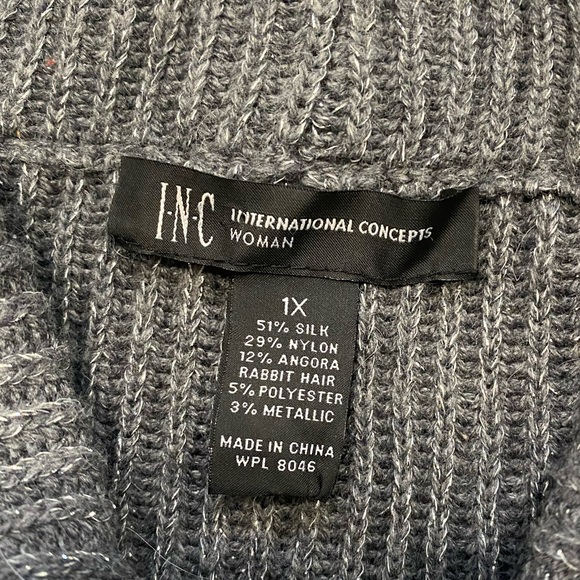 I·N·C INTERNATIONAL CONCEPTS
WOMAN
1X
51% SILK
29% NYLON
12% ANGORA
RABBIT HAIR
5% POLYESTER
3% METALLIC
MADE IN CHINA
WPL 8046